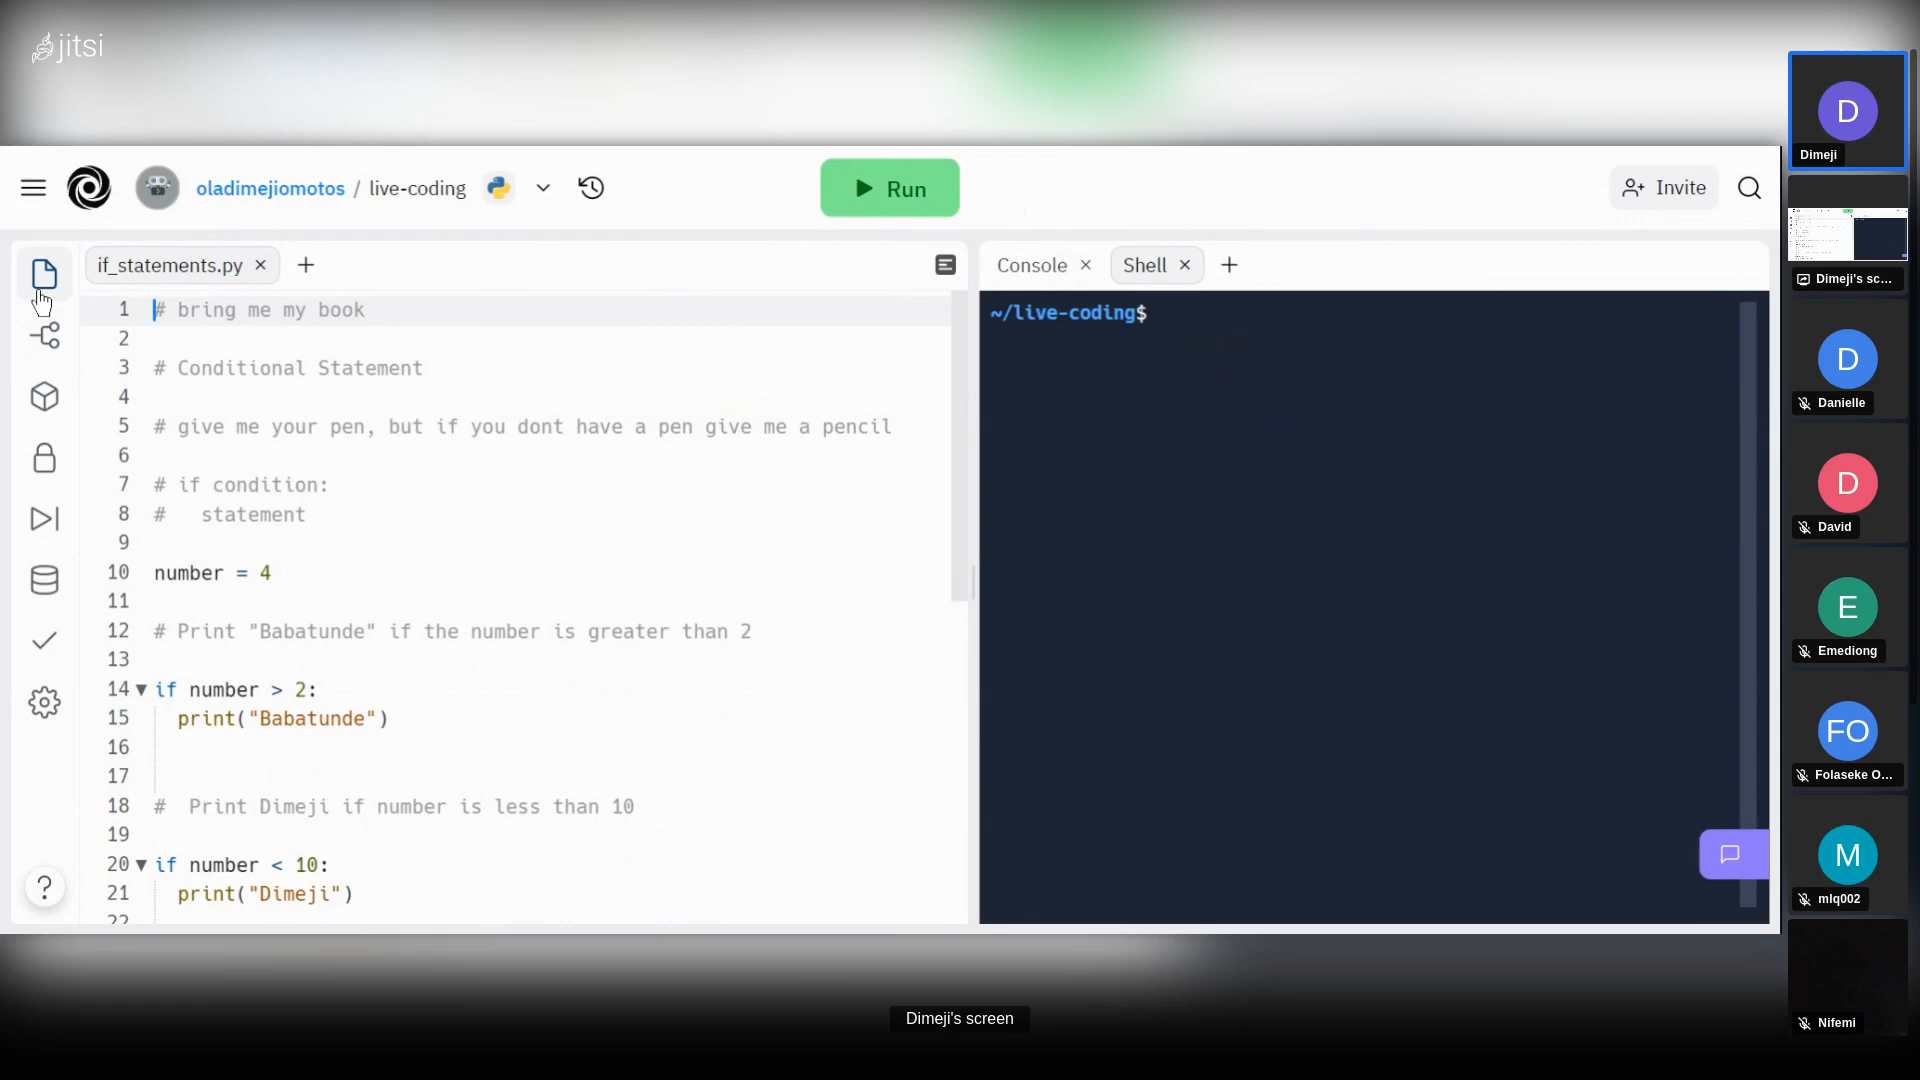 jitsi
oladimejiomotos / live-coding
Run
Invite
if_statements.py × +
1 # bring me my book
2
3 # Conditional Statement
4
5 # give me your pen, but if you dont have a pen give me a pencil
6
7 # if condition:
8 #   statement
9
10 number = 4
11
12 # Print "Babatunde" if the number is greater than 2
13
14 if number > 2:
15   print("Babatunde")
16
17
18 #  Print Dimeji if number is less than 10
19
20 if number < 10:
21   print("Dimeji")
22
?
Console × Shell × +
~/live-coding$
D
Dimeji
Dimeji's sc...
D
Danielle
D
David
E
Emediong
FO
Folaseke O...
M
mlq002
Nifemi
Dimeji's screen